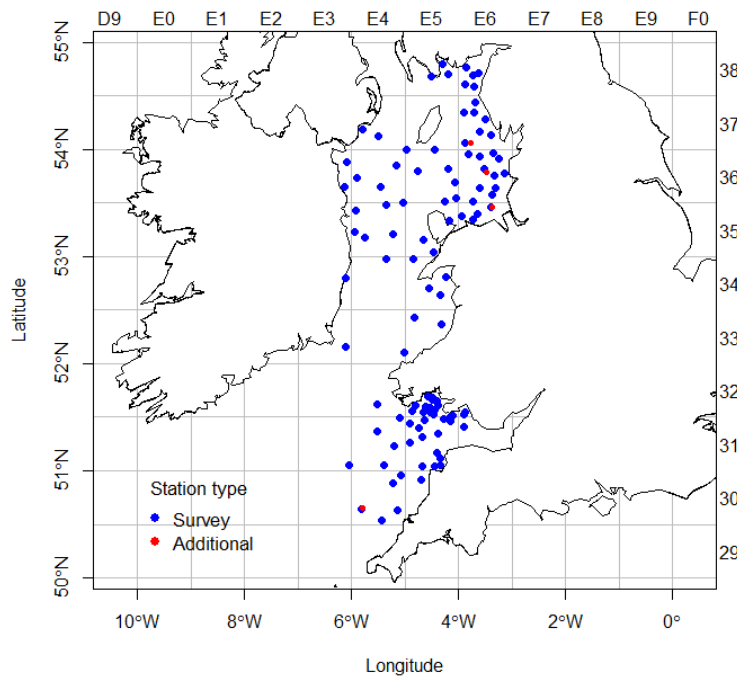 D9 E0 E1 E2 E3 E4 E5 E6 E7 E8 E9 F0
55°N
38
54°N
37
36
53°N
35
34
52°N
33
32
51°N
31
30
50°N
29
Latitude
Station type
Survey
Additional
10°W 8°W 6°W 4°W 2°W 0°
Longitude